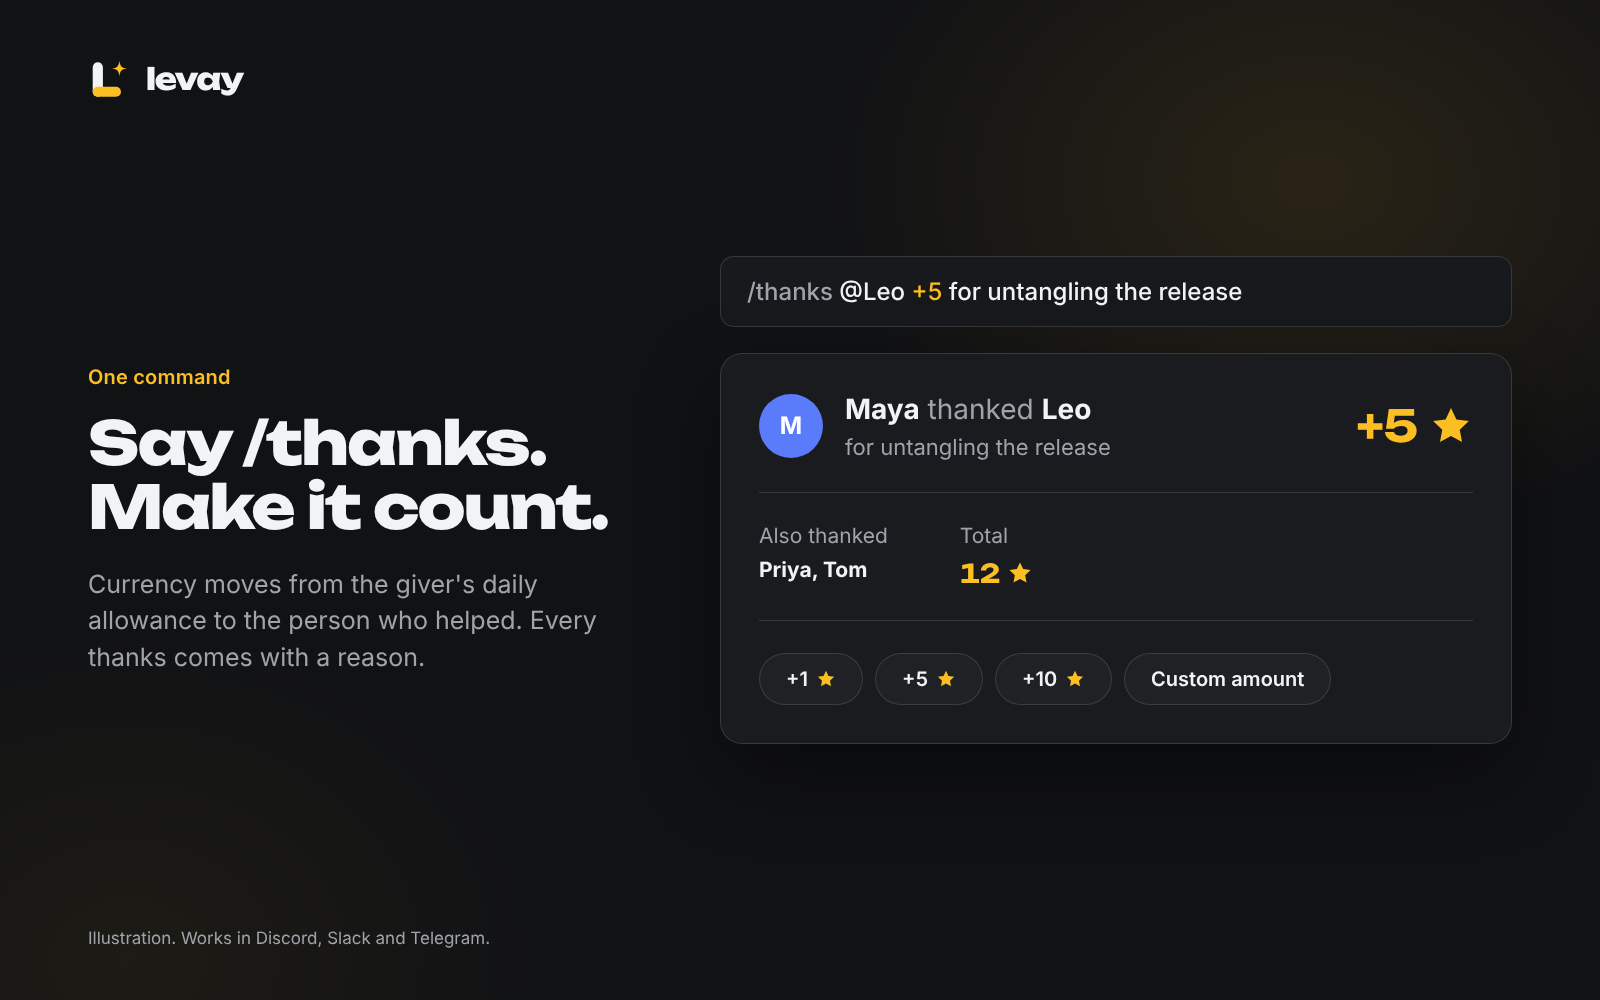 levay
One command
Say /thanks.
Make it count.
Currency moves from the giver's daily
allowance to the person who helped. Every
thanks comes with a reason.
/thanks @Leo +5 for untangling the release
M
Maya thanked Leo
for untangling the release
+5
Also thanked
Priya, Tom
Total
12
+1
+5
+10
Custom amount
Illustration. Works in Discord, Slack and Telegram.